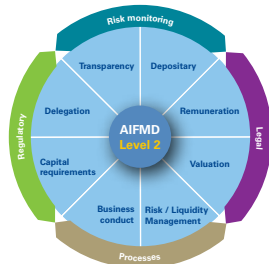 Risk monitoring
Transparency
Depositary
Delegation
Remuneration
Regulatory
AIFMD
Level 2
Legal
Capital
requirements
Valuation
Business
conduct
Risk / Liquidity
Management
Processes